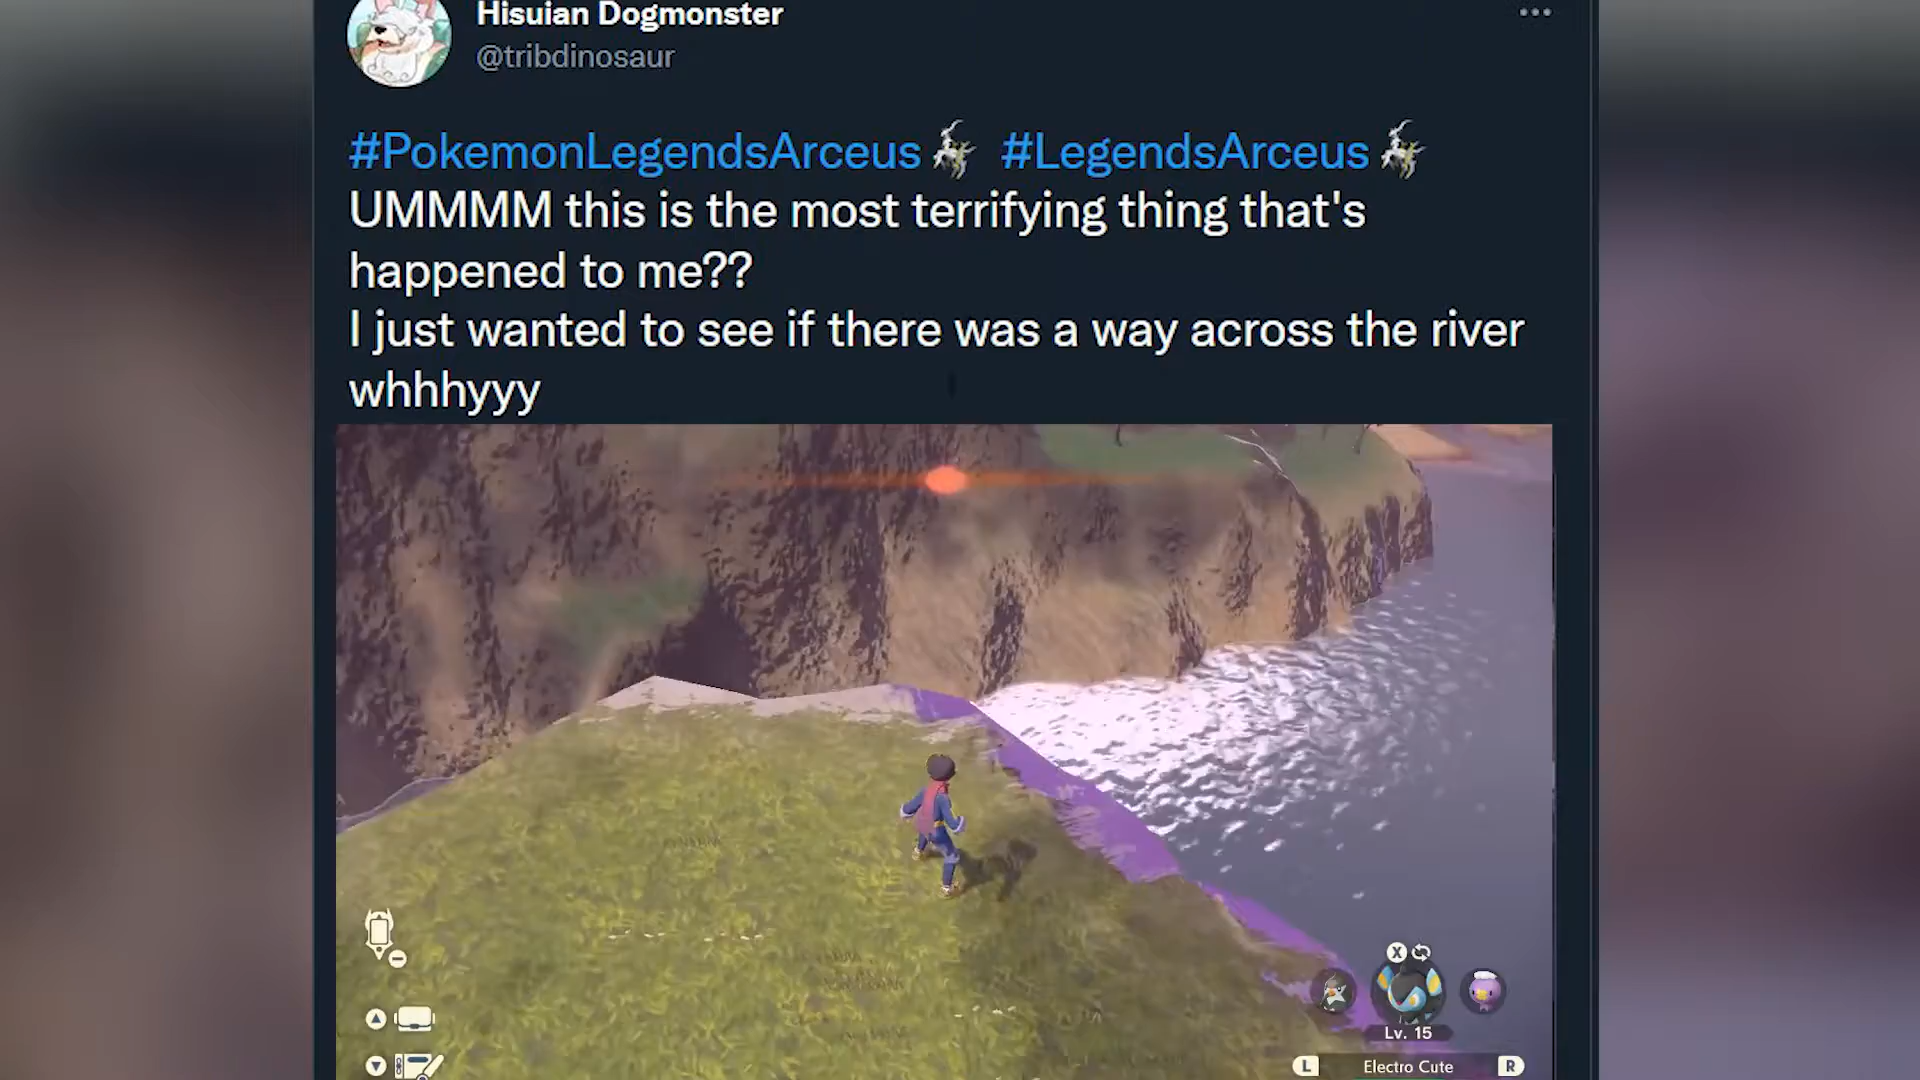 Hisuian Dogmonster
@tribdinosaur
#PokemonLegendsArceus #LegendsArceus
UMMMM this is the most terrifying thing that's
happened to me??
I just wanted to see if there was a way across the river
whhhyyy
X
Lv. 15
L Electro Cute R